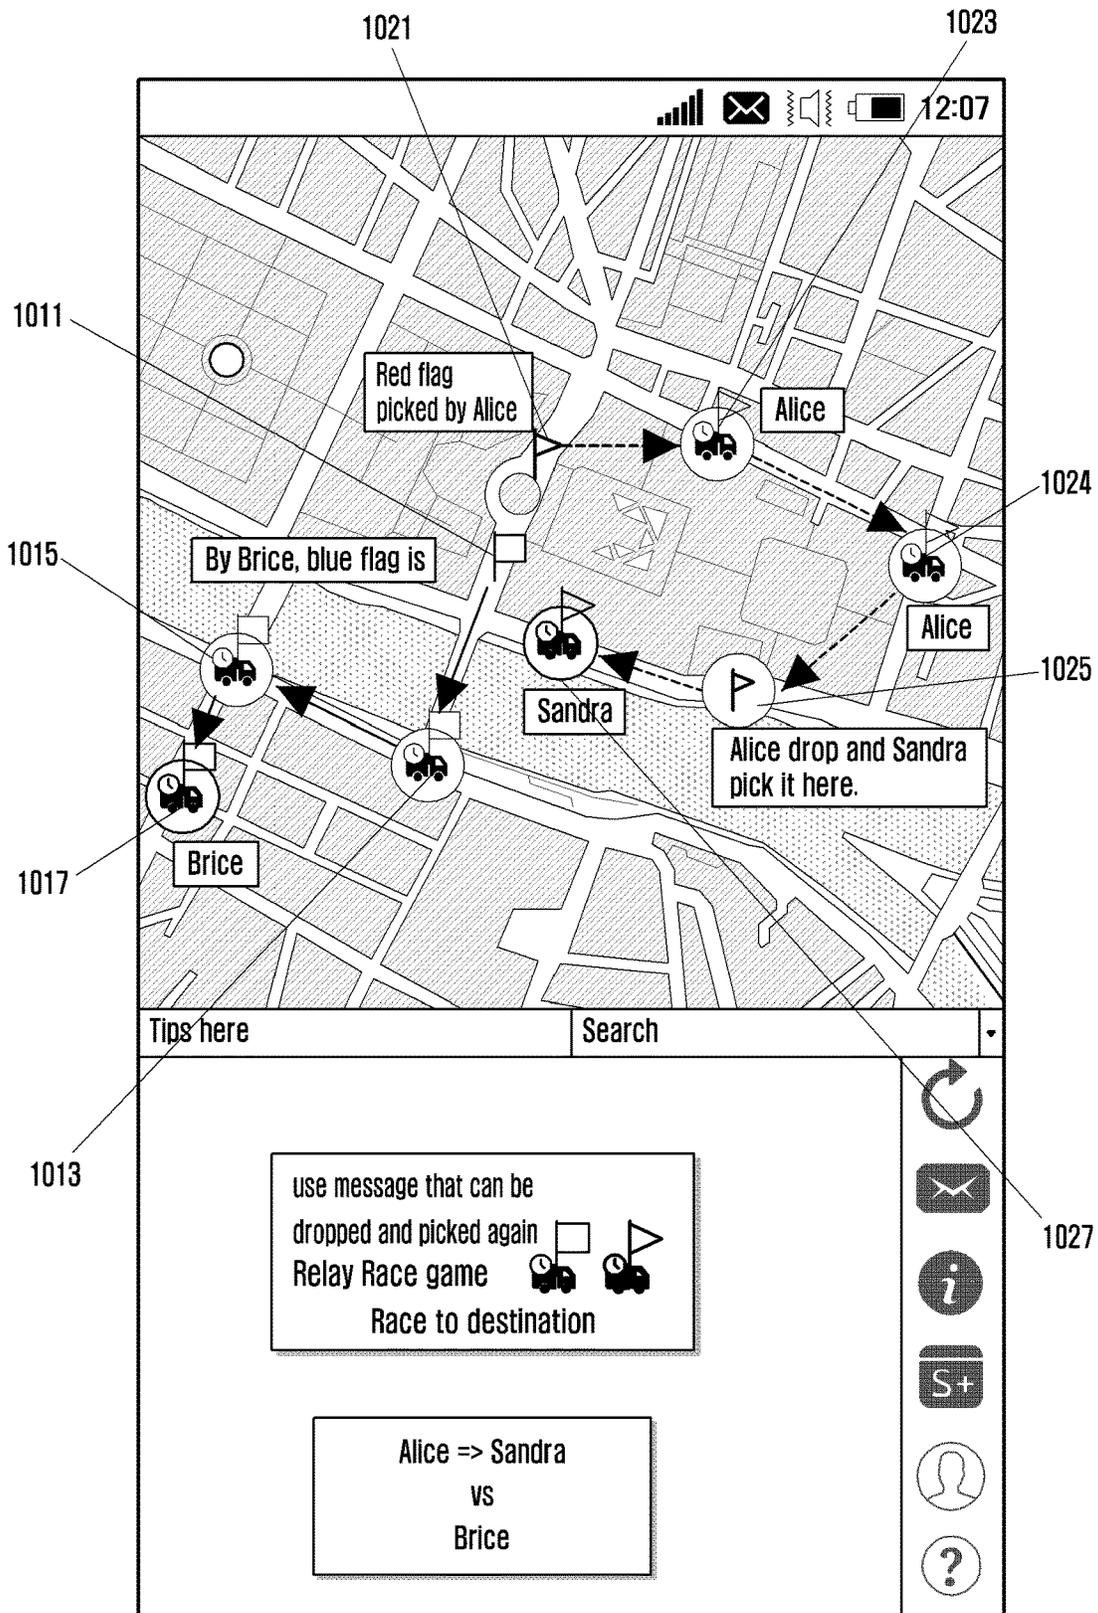 1021
1023
12:07
1011
Red flag
picked by Alice
Alice
1024
1015
By Brice, blue flag is
Alice
1025
Sandra
Alice drop and Sandra
pick it here.
Brice
1017
Tips here
Search
1013
use message that can be
dropped and picked again
Relay Race game
Race to destination
1027
i
S+
Alice => Sandra
vs
Brice
?